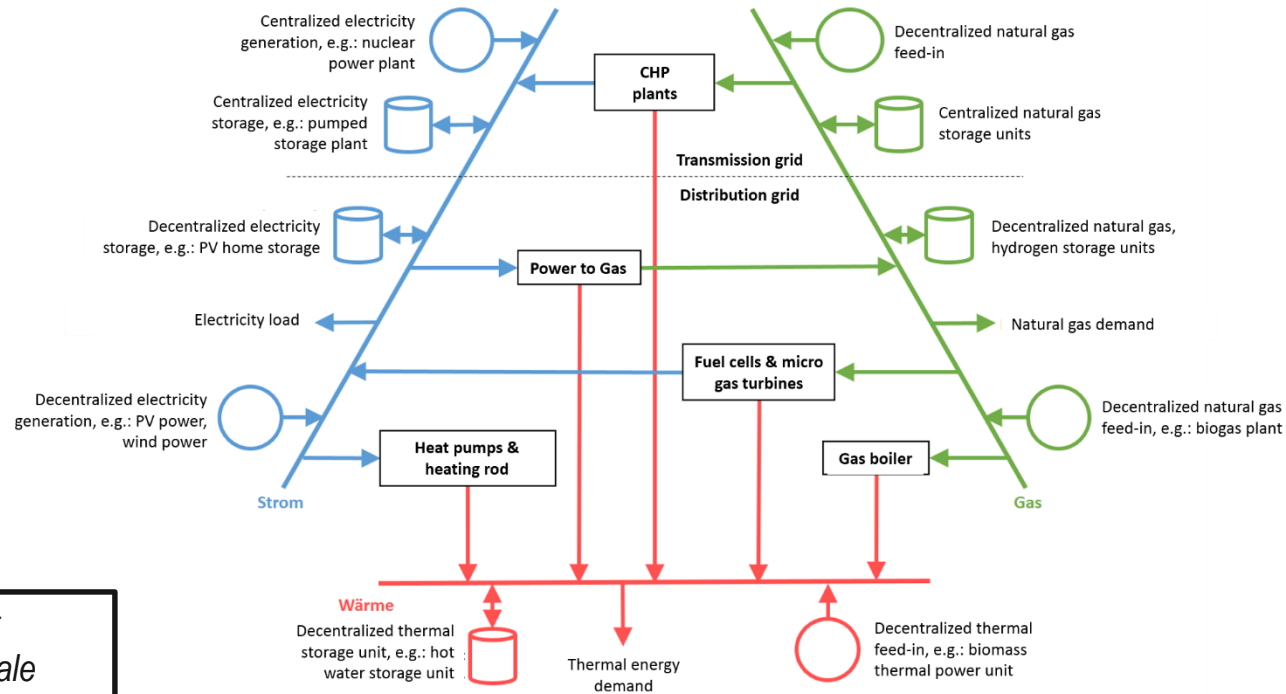 Centralized electricity
generation, e.g.: nuclear
power plant
Decentralized natural gas
feed-in
CHP
plants
Centralized electricity
storage, e.g.: pumped
storage plant
Centralized natural gas
storage units
Transmission grid
Distribution grid
Decentralized electricity
storage, e.g.: PV home storage
Decentralized natural gas,
hydrogen storage units
Power to Gas
Electricity load
Natural gas demand
Fuel cells & micro
gas turbines
Decentralized electricity
generation, e.g.: PV power,
wind power
Decentralized natural gas
feed-in, e.g.: biogas plant
Heat pumps &
heating rod
Gas boiler
Strom
Gas
Wärme
Decentralized thermal
storage unit, e.g.: hot
water storage unit
Thermal energy
demand
Decentralized thermal
feed-in, e.g.: biomass
thermal power unit
ale